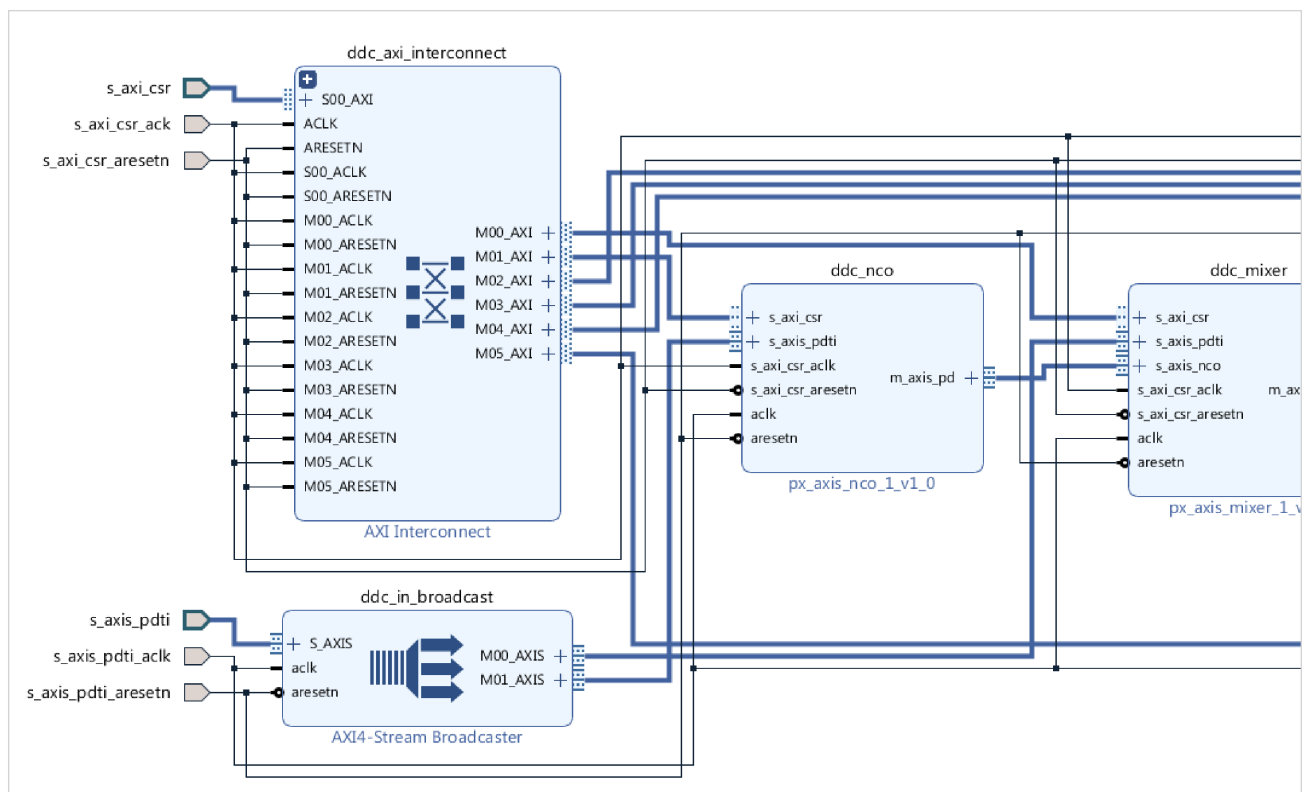 ddc_axi_interconnect
s_axi_csr
s_axi_csr_ack
s_axi_csr_aresetn
S00_AXI
ACLK
ARESETN
S00_ACLK
S00_ARESETN
M00_ACLK
M00_ARESETN
M01_ACLK
M01_ARESETN
M02_ACLK
M02_ARESETN
M03_ACLK
M03_ARESETN
M04_ACLK
M04_ARESETN
M05_ACLK
M05_ARESETN
M00_AXI
M01_AXI
M02_AXI
M03_AXI
M04_AXI
M05_AXI
AXI Interconnect
ddc_nco
s_axi_csr
s_axis_pdti
s_axi_csr_aclk
s_axi_csr_aresetn
aclk
aresetn
m_axis_pd
px_axis_nco_1_v1_0
ddc_mixer
s_axi_csr
s_axis_pdti
s_axis_nco
s_axi_csr_aclk
s_axi_csr_aresetn
aclk
aresetn
m_ax
px_axis_mixer_1_v
ddc_in_broadcast
s_axis_pdti
s_axis_pdti_aclk
s_axis_pdti_aresetn
S_AXIS
aclk
aresetn
M00_AXIS
M01_AXIS
AXI4-Stream Broadcaster